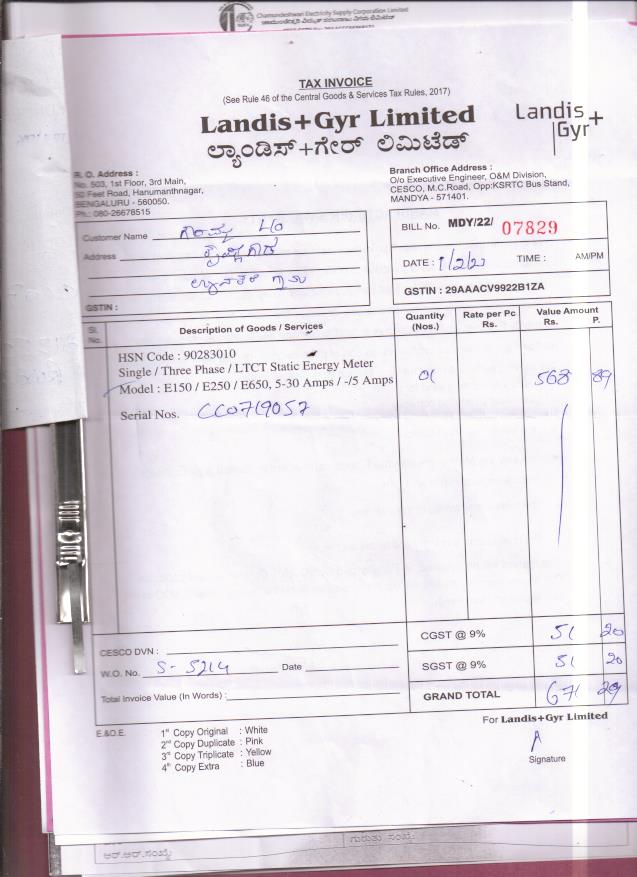 Chamundeshwari Electricity Supply Corporation Limited
TAX INVOICE
(See Rule 46 of the Central Goods & Services Tax Rules, 2017)
Landis+Gyr Limited
ಲ್ಯಾಂಡಿಸ್+ಗೇರ್ ಲಿಮಿಟೆಡ್
Landis+
Gyr
R. O. Address :
No. 503, 1st Floor, 3rd Main,
50 Feet Road, Hanumanthnagar,
BENGALURU - 560050.
Ph.: 080-26678515
Branch Office Address :
O/o Executive Engineer, O&M Division,
CESCO, M.C.Road, Opp:KSRTC Bus Stand,
MANDYA - 571401.
Customer Name
Address
GSTIN :
BILL No. MDY/22/ 07829
DATE : 1/2/2 TIME : AM/PM
GSTIN : 29AAACV9922B1ZA
Sl. No. Description of Goods / Services Quantity (Nos.) Rate per Pc Rs. Value Amount Rs. P.
HSN Code : 90283010
Single / Three Phase / LTCT Static Energy Meter
Model : E150 / E250 / E650, 5-30 Amps / -/5 Amps 01 568 89
Serial Nos. CC0719057
CGST @ 9% 51 20
SGST @ 9% 51 20
GRAND TOTAL 671 29
CESCO DVN :
W.O. No. S-5214 Date
Total Invoice Value (In Words) :
E.&O.E.
1st Copy Original : White
2nd Copy Duplicate : Pink
3rd Copy Triplicate : Yellow
4th Copy Extra : Blue
For Landis+Gyr Limited
Signature
ಆರ್.ಆರ್.ಸಂಖ್ಯೆ